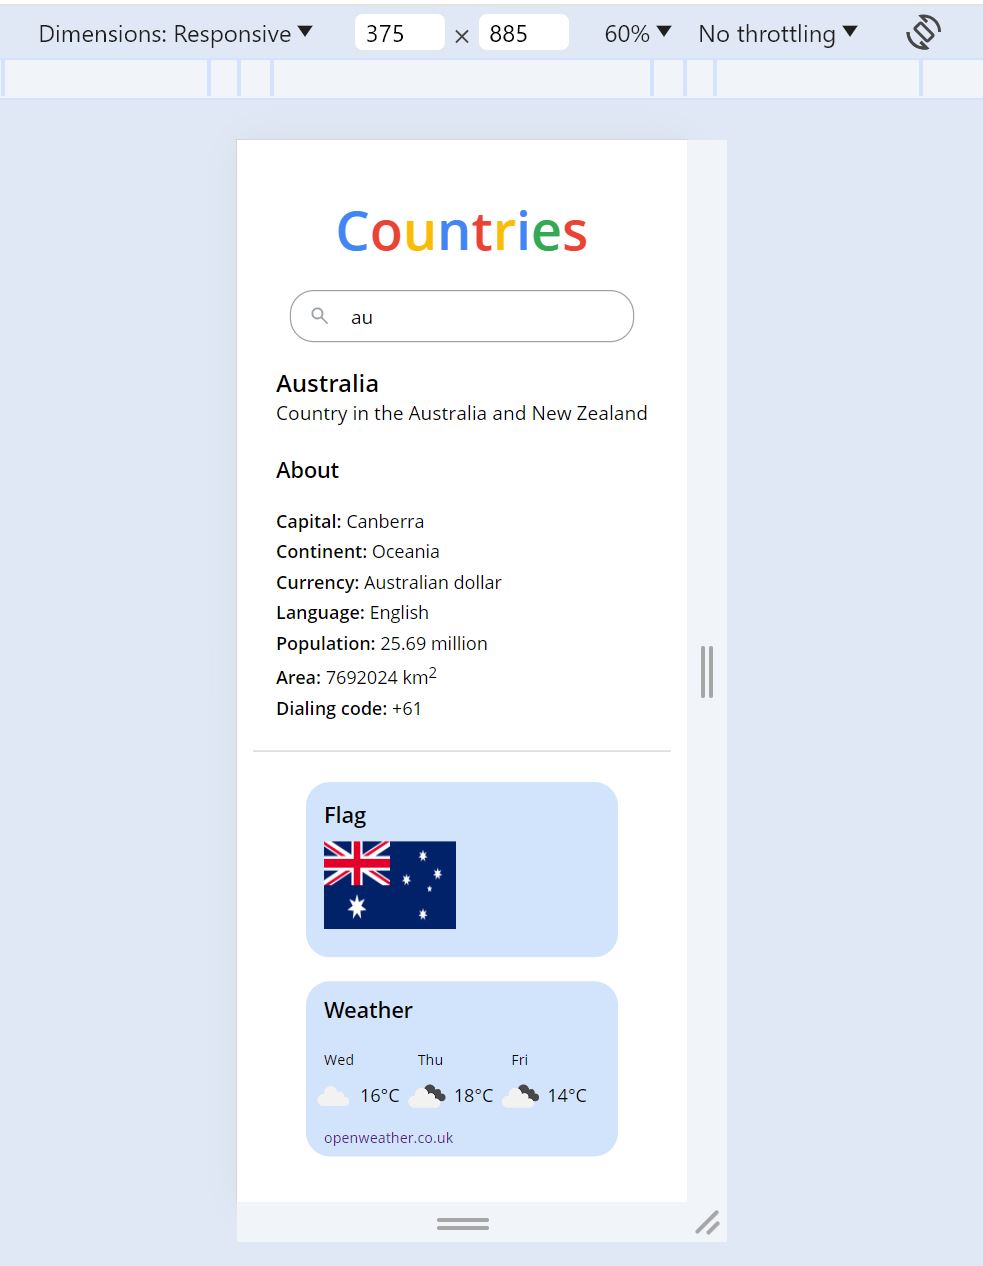 Dimensions: Responsive 375 × 885 60% No throttling
Countries
au
Australia
Country in the Australia and New Zealand
About
Capital: Canberra
Continent: Oceania
Currency: Australian dollar
Language: English
Population: 25.69 million
Area: 7692024 km²
Dialing code: +61
Flag
Weather
Wed Thu Fri
16°C 18°C 14°C
openweather.co.uk